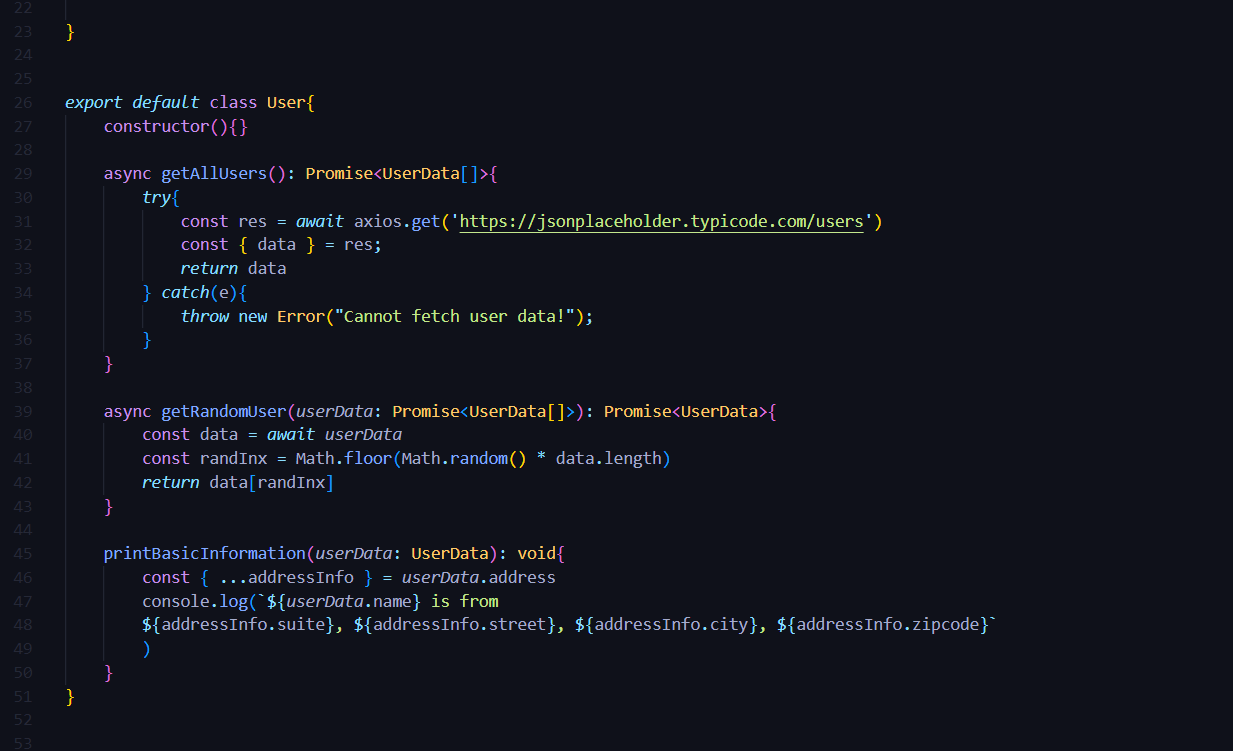 22
23 }
24
25
26 export default class User{
27     constructor(){}
28
29     async getAllUsers(): Promise<UserData[]>{
30         try{
31             const res = await axios.get('https://jsonplaceholder.typicode.com/users')
32             const { data } = res;
33             return data
34         } catch(e){
35             throw new Error("Cannot fetch user data!");
36         }
37     }
38
39     async getRandomUser(userData: Promise<UserData[]>): Promise<UserData>{
40         const data = await userData
41         const randInx = Math.floor(Math.random() * data.length)
42         return data[randInx]
43     }
44
45     printBasicInformation(userData: UserData): void{
46         const { ...addressInfo } = userData.address
47         console.log(`${userData.name} is from
48         ${addressInfo.suite}, ${addressInfo.street}, ${addressInfo.city}, ${addressInfo.zipcode}`
49         )
50     }
51 }
52
53